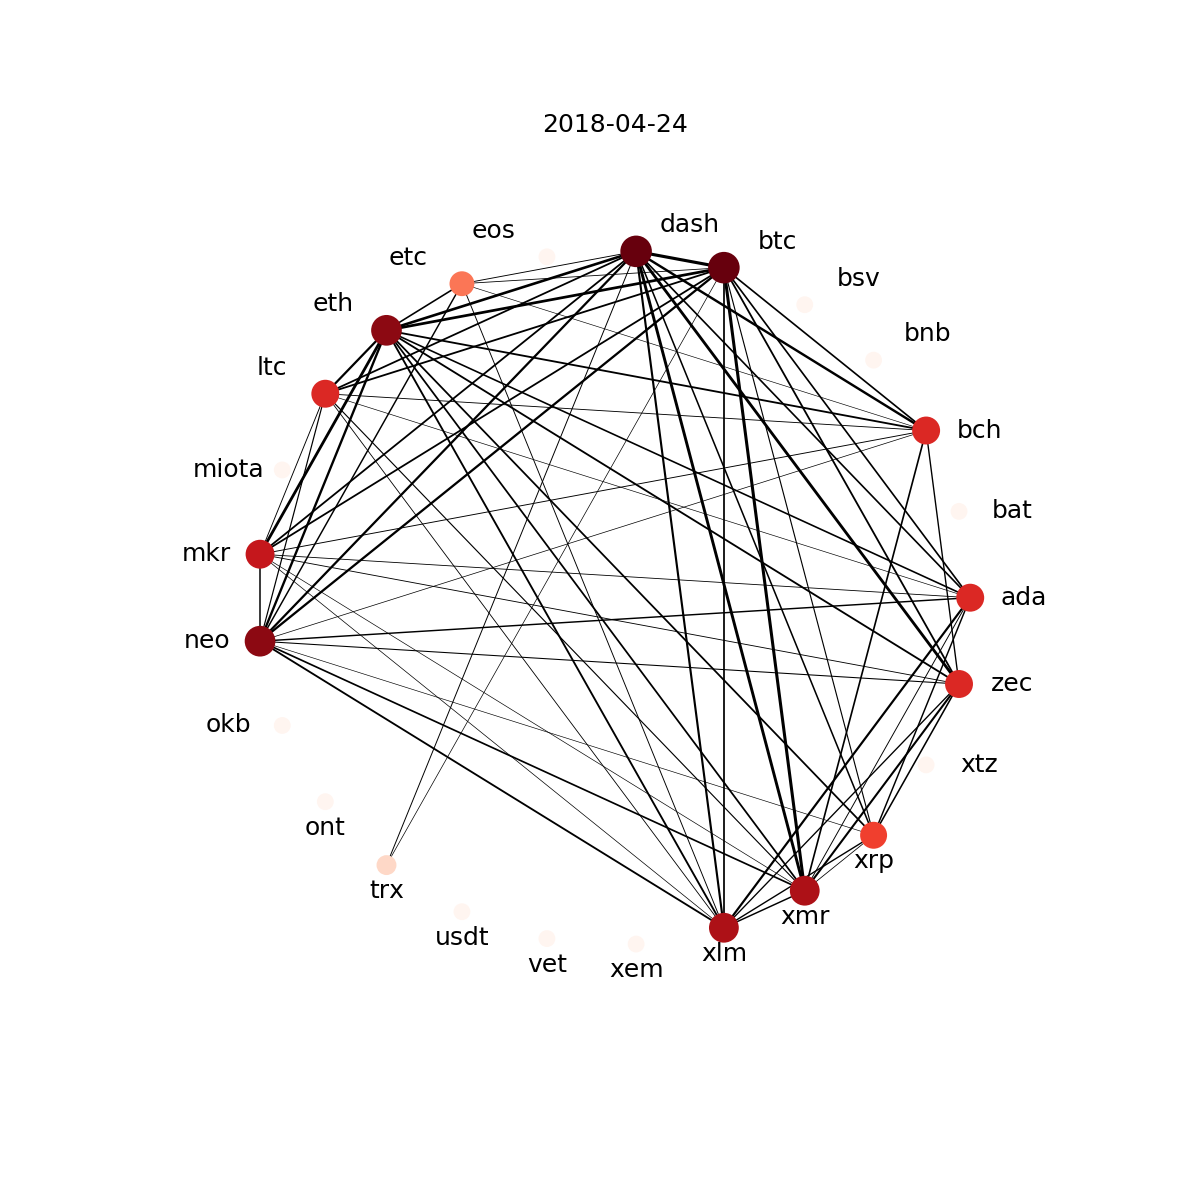 2018-04-24
dash
eos
btc
etc
bsv
eth
bnb
ltc
bch
miota
bat
mkr
ada
neo
zec
okb
xtz
ont
xrp
trx
xmr
usdt
xlm
vet
xem